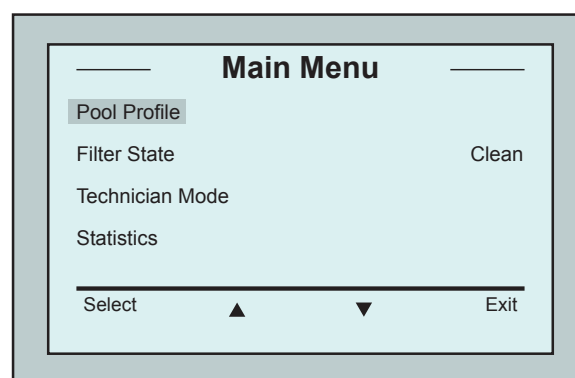 Main Menu
Pool Profile
Filter State Clean
Technician Mode
Statistics
Select ▲ ▼ Exit